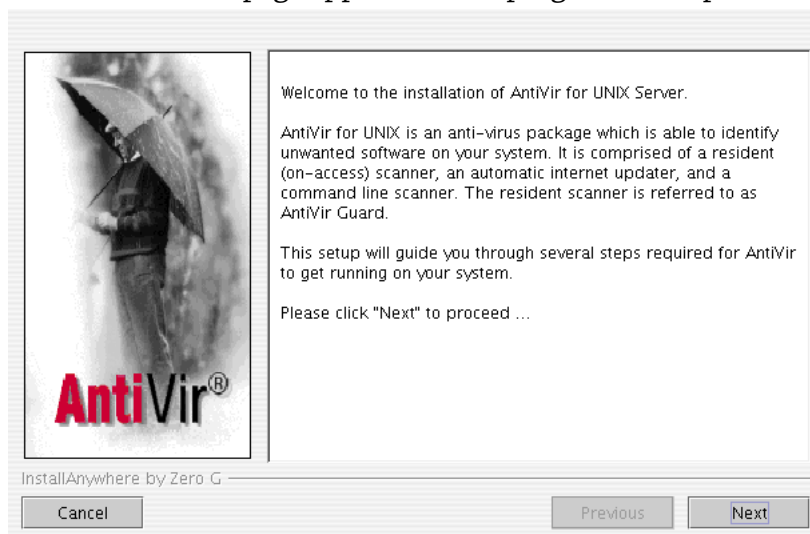 Welcome to the installation of AntiVir for UNIX Server.
AntiVir for UNIX is an anti-virus package which is able to identify
unwanted software on your system. It is comprised of a resident
(on-access) scanner, an automatic internet updater, and a
command line scanner. The resident scanner is referred to as
AntiVir Guard.
This setup will guide you through several steps required for AntiVir
to get running on your system.
Please click "Next" to proceed ...
AntiVir®
InstallAnywhere by Zero G
Cancel
Previous
Next